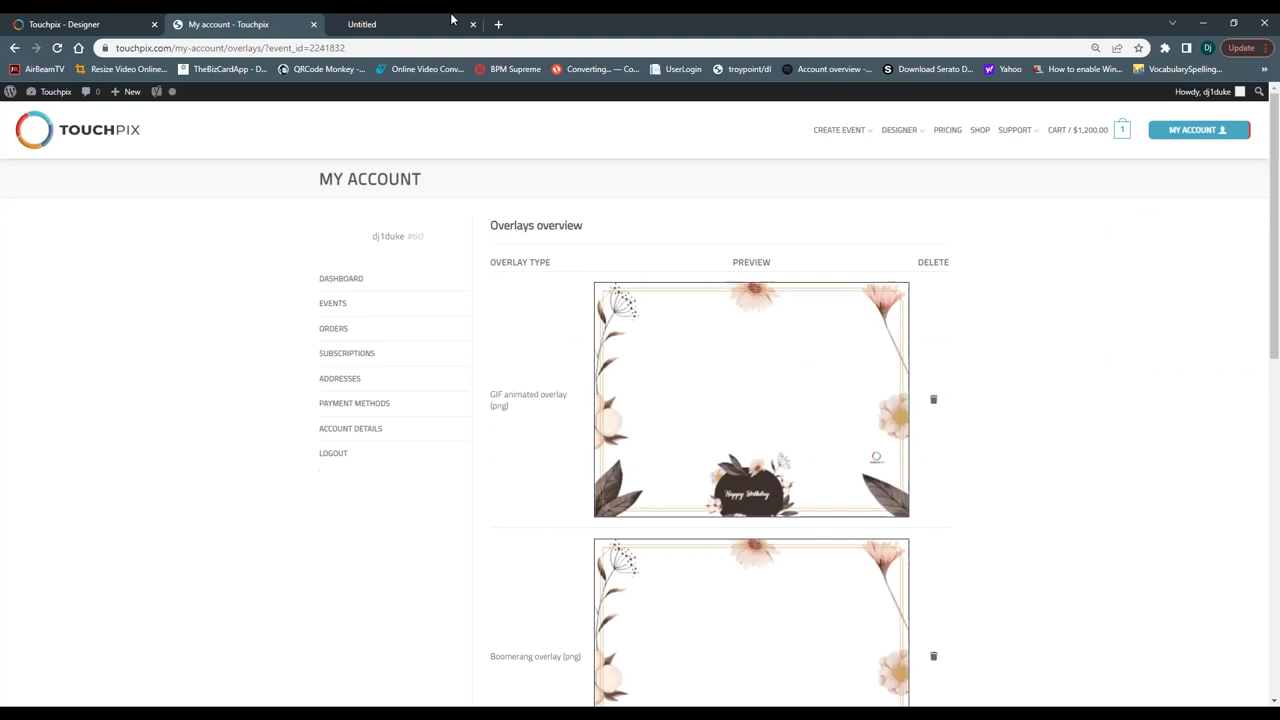 Touchpix - Designer
My account - Touchpix
Untitled
touchpix.com/my-account/overlays/?event_id=2241832
Dj
Update
AirBeamTV
Resize Video Online...
TheBizCardApp - D...
QRCode Monkey -...
Online Video Conv...
BPM Supreme
Converting... — Co...
UserLogin
troypoint/dl
Account overview -...
Download Serato D...
Yahoo
How to enable Win...
VocabularySpelling...
Touchpix
0
New
Howdy, dj1duke
TOUCHPIX
CREATE EVENT
DESIGNER
PRICING
SHOP
SUPPORT
CART / $1,200.00
1
MY ACCOUNT
MY ACCOUNT
dj1duke #60
DASHBOARD
EVENTS
ORDERS
SUBSCRIPTIONS
ADDRESSES
PAYMENT METHODS
ACCOUNT DETAILS
LOGOUT
Overlays overview
OVERLAY TYPE
PREVIEW
DELETE
GIF animated overlay
(png)
Happy Birthday
TOUCHPIX
Boomerang overlay (png)